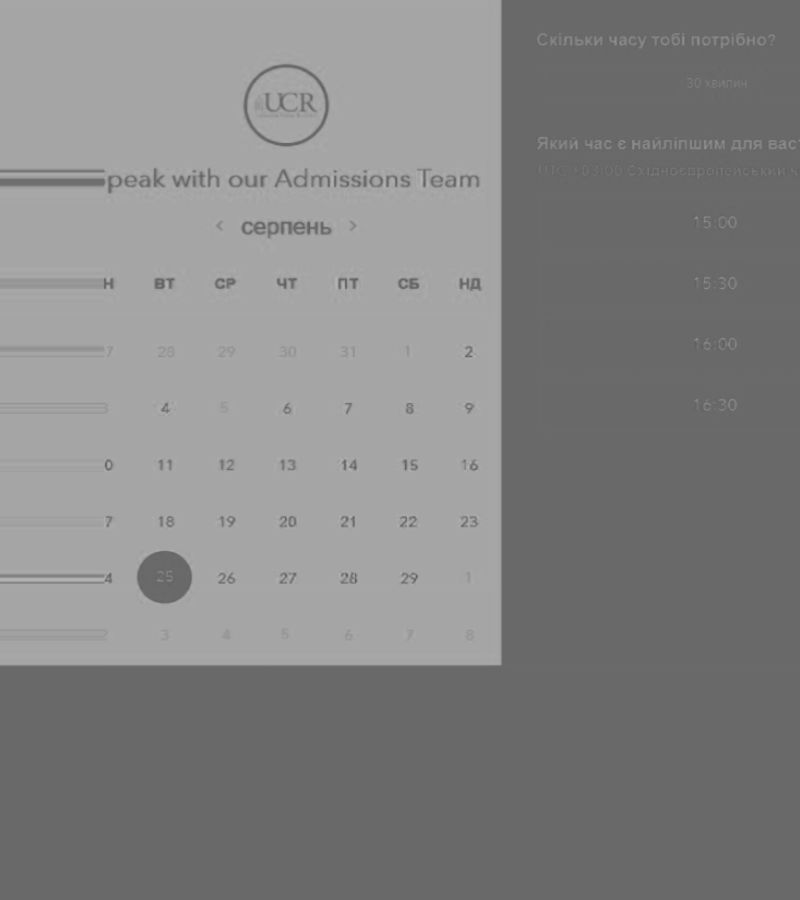 UCR
peak with our Admissions Team
< серпень >
Н ВТ СР ЧТ ПТ СБ НД
7 28 29 30 31 1 2
3 4 5 6 7 8 9
0 11 12 13 14 15 16
7 18 19 20 21 22 23
4 25 26 27 28 29 1
2 3 4 5 6 7 8
Скільки часу тобі потрібно?
30 хвилин
Який час є найліпшим для вас?
UTC +03:00 Східноєвропейський ч
15:00
15:30
16:00
16:30